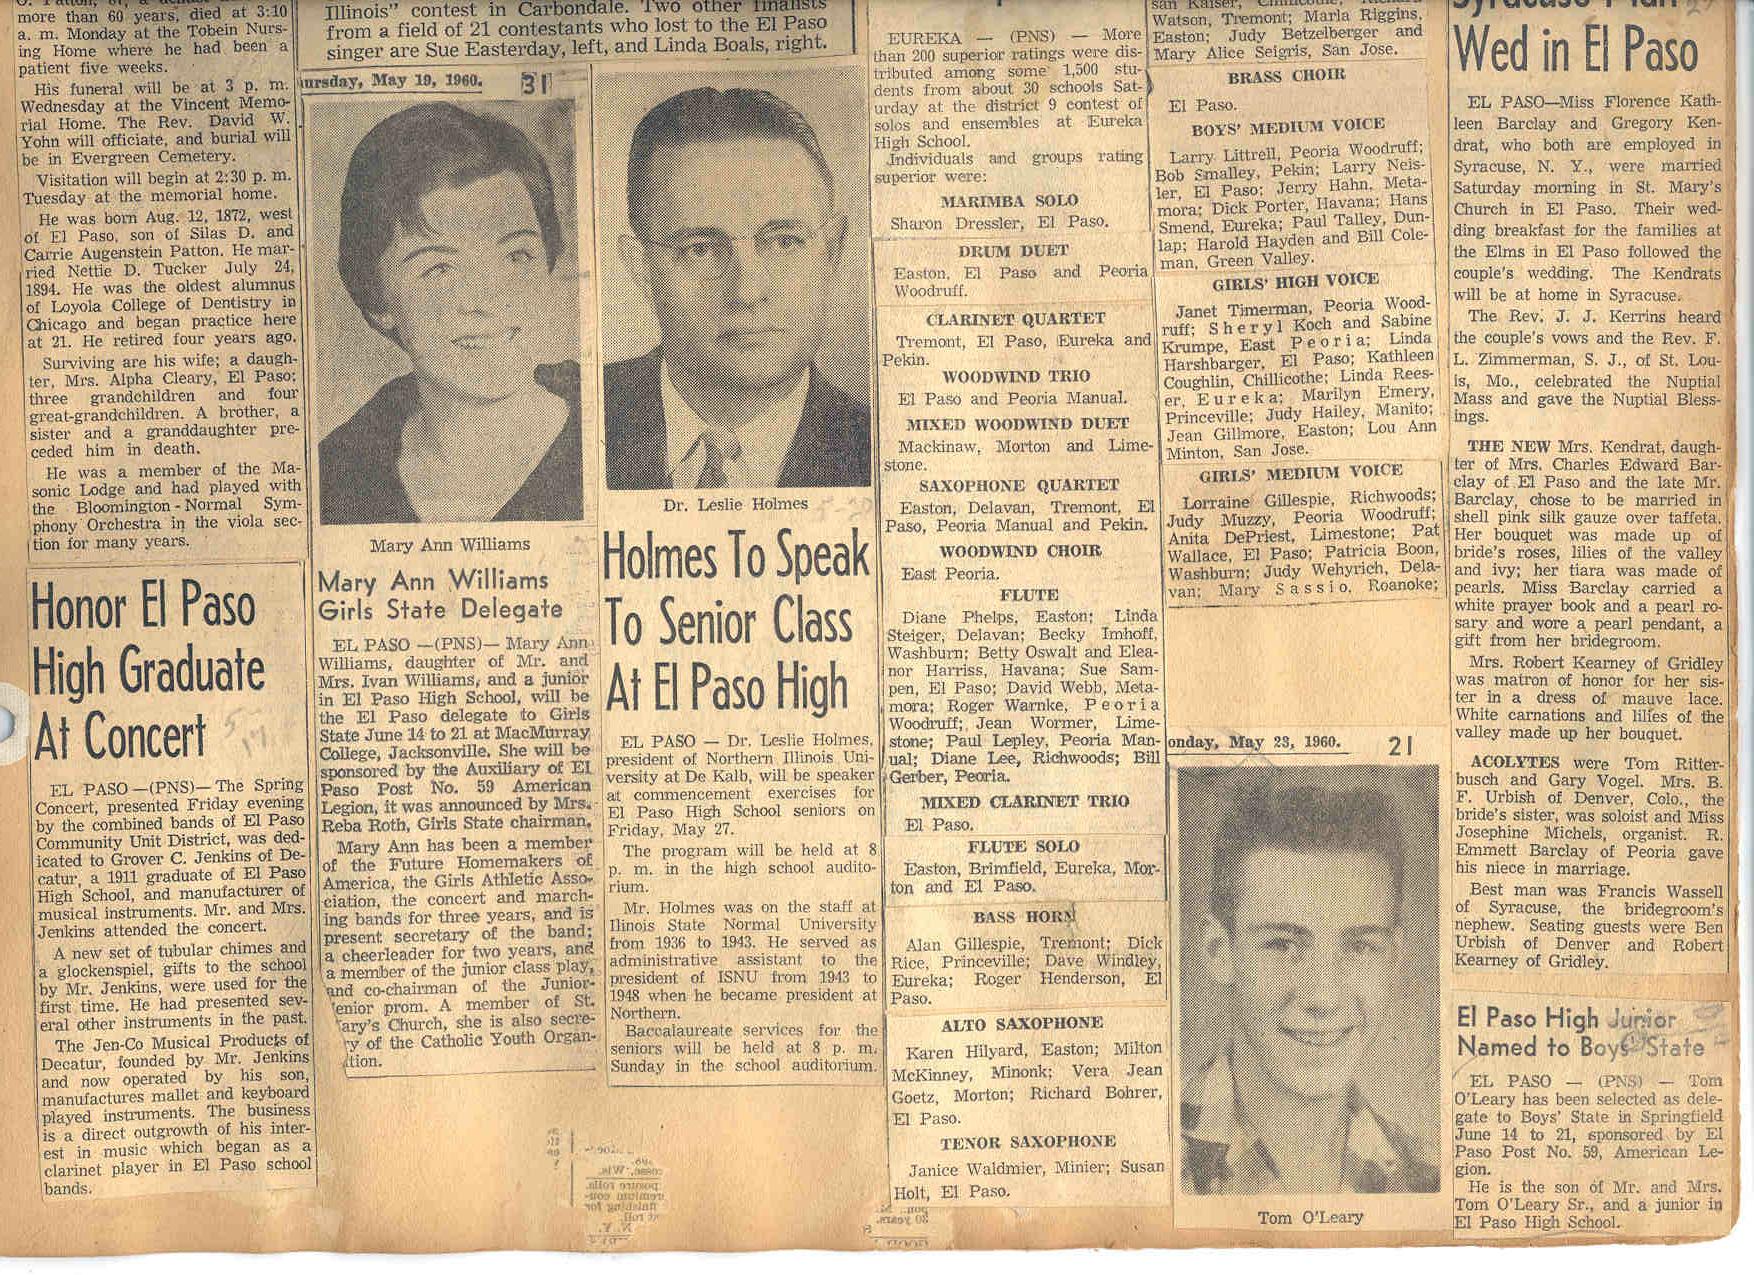 more than 60 years, died at 3:10
a. m. Monday at the Tobein Nurs-
ing Home where he had been a
patient five weeks.
His funeral will be at 3 p. m.
Wednesday at the Vincent Memo-
rial Home. The Rev. David W.
Yohn will officiate, and burial will
be in Evergreen Cemetery.
Visitation will begin at 2:30 p. m.
Tuesday at the memorial home.
He was born Aug. 12, 1872, west
of El Paso, son of Silas D. and
Carrie Augenstein Patton. He mar-
ried Nettie D. Tucker July 24,
1894. He was the oldest alumnus
of Loyola College of Dentistry in
Chicago and began practice here
at 21. He retired four years ago.
Surviving are his wife; a daugh-
ter, Mrs. Alpha Cleary, El Paso;
three grandchildren and four
great-grandchildren. A brother, a
sister and a granddaughter pre-
ceded him in death.
He was a member of the Ma-
sonic Lodge and had played with
the Bloomington-Normal Sym-
phony Orchestra in the viola sec-
tion for many years.
Honor El Paso
High Graduate
At Concert
EL PASO —(PNS)— The Spring
Concert, presented Friday evening
by the combined bands of El Paso
Community Unit District, was ded-
icated to Grover C. Jenkins of De-
catur, a 1911 graduate of El Paso
High School, and manufacturer of
musical instruments. Mr. and Mrs.
Jenkins attended the concert.
A new set of tubular chimes and
a glockenspiel, gifts to the school
by Mr. Jenkins, were used for the
first time. He had presented sev-
eral other instruments in the past.
The Jen-Co Musical Products of
Decatur, founded by Mr. Jenkins
and now operated by his son,
manufactures mallet and keyboard
played instruments. The business
is a direct outgrowth of his inter-
est in music which began as a
clarinet player in El Paso school
bands.
Illinois" contest in Carbondale. Two other finalists
from a field of 21 contestants who lost to the El Paso
singer are Sue Easterday, left, and Linda Boals, right.
ursday, May 19, 1960. 31
Mary Ann Williams
Mary Ann Williams
Girls State Delegate
EL PASO —(PNS)— Mary Ann
Williams, daughter of Mr. and
Mrs. Ivan Williams, and a junior
in El Paso High School, will be
the El Paso delegate to Girls
State June 14 to 21 at MacMurray
College, Jacksonville. She will be
sponsored by the Auxiliary of El
Paso Post No. 59 American
Legion, it was announced by Mrs.
Reba Roth, Girls State chairman.
Mary Ann has been a member
of the Future Homemakers of
America, the Girls Athletic Asso-
ciation, the concert and march-
ing bands for three years, and is
present secretary of the band;
a cheerleader for two years, and
a member of the junior class play,
and co-chairman of the Junior-
enior prom. A member of St.
ary's Church, she is also secre-
ry of the Catholic Youth Organ-
tion.
Dr. Leslie Holmes
Holmes To Speak
To Senior Class
At El Paso High
EL PASO — Dr. Leslie Holmes,
president of Northern Illinois Uni-
versity at De Kalb, will be speaker
at commencement exercises for
El Paso High School seniors on
Friday, May 27.
The program will be held at 8
p. m. in the high school audito-
rium.
Mr. Holmes was on the staff at
Illinois State Normal University
from 1936 to 1943. He served as
administrative assistant to the
president of ISNU from 1943 to
1948 when he became president at
Northern.
Baccalaureate services for the
seniors will be held at 8 p. m.
Sunday in the school auditorium.
EUREKA — (PNS) — More
than 200 superior ratings were dis-
tributed among some 1,500 stu-
dents from about 30 schools Sat-
urday at the district 9 contest of
solos and ensembles at Eureka
High School.
Individuals and groups rating
superior were:
MARIMBA SOLO
Sharon Dressler, El Paso.
DRUM DUET
Easton, El Paso and Peoria
Woodruff.
CLARINET QUARTET
Tremont, El Paso, Eureka and
Pekin.
WOODWIND TRIO
El Paso and Peoria Manual.
MIXED WOODWIND DUET
Mackinaw, Morton and Lime-
stone.
SAXOPHONE QUARTET
Easton, Delavan, Tremont, El
Paso, Peoria Manual and Pekin.
WOODWIND CHOIR
East Peoria.
FLUTE
Diane Phelps, Easton; Linda
Steiger, Delavan; Becky Imhoff,
Washburn; Betty Oswalt and Elea-
nor Harriss, Havana; Sue Sam-
pen, El Paso; David Webb, Meta-
mora; Roger Warnke, Peoria
Woodruff; Jean Wormer, Lime-
stone; Paul Lepley, Peoria Man-
ual; Diane Lee, Richwoods; Bill
Gerber, Peoria.
MIXED CLARINET TRIO
El Paso.
FLUTE SOLO
Easton, Brimfield, Eureka, Mor-
ton and El Paso.
BASS HORN
Alan Gillespie, Tremont; Dick
Rice, Princeville; Dave Windley,
Eureka; Roger Henderson, El
Paso.
ALTO SAXOPHONE
Karen Hilyard, Easton; Milton
McKinney, Minonk; Vera Jean
Goetz, Morton; Richard Bohrer,
El Paso.
TENOR SAXOPHONE
Janice Waldmier, Minier; Susan
Holt, El Paso.
Watson, Tremont; Marla Riggins,
Easton; Judy Betzelberger and
Mary Alice Seigris, San Jose.
BRASS CHOIR
El Paso.
BOYS' MEDIUM VOICE
Larry Littrell, Peoria Woodruff;
Bob Smalley, Pekin; Larry Neis-
ler, El Paso; Jerry Hahn, Meta-
mora; Dick Porter, Havana; Hans
Smend, Eureka; Paul Talley, Dun-
lap; Harold Hayden and Bill Cole-
man, Green Valley.
GIRLS' HIGH VOICE
Janet Timerman, Peoria Wood-
ruff; Sheryl Koch and Sabine
Krumpe, East Peoria; Linda
Harshbarger, El Paso; Kathleen
Coughlin, Chillicothe; Linda Rees-
er, Eureka; Marilyn Emery,
Princeville; Judy Hailey, Manito;
Jean Gillmore, Easton; Lou Ann
Minton, San Jose.
GIRLS' MEDIUM VOICE
Lorraine Gillespie, Richwoods;
Judy Muzzy, Peoria Woodruff;
Anita DePriest, Limestone; Pat
Wallace, El Paso; Patricia Boon,
Washburn; Judy Wehyrich, Dela-
van; Mary Sassio, Roanoke;
onday, May 23, 1960. 21
Tom O'Leary
Syracuse Man
Wed in El Paso
EL PASO—Miss Florence Kath-
leen Barclay and Gregory Ken-
drat, who both are employed in
Syracuse, N. Y., were married
Saturday morning in St. Mary's
Church in El Paso. Their wed-
ding breakfast for the families at
the Elms in El Paso followed the
couple's wedding. The Kendrats
will be at home in Syracuse.
The Rev. J. J. Kerrins heard
the couple's vows and the Rev. F.
L. Zimmerman, S. J., of St. Lou-
is, Mo., celebrated the Nuptial
Mass and gave the Nuptial Bless-
ings.
THE NEW Mrs. Kendrat, daugh-
ter of Mrs. Charles Edward Bar-
clay of El Paso and the late Mr.
Barclay, chose to be married in
shell pink silk gauze over taffeta.
Her bouquet was made up of
bride's roses, lilies of the valley
and ivy; her tiara was made of
pearls. Miss Barclay carried a
white prayer book and a pearl ro-
sary and wore a pearl pendant, a
gift from her bridegroom.
Mrs. Robert Kearney of Gridley
was matron of honor for her sis-
ter in a dress of mauve lace.
White carnations and lilies of the
valley made up her bouquet.
ACOLYTES were Tom Ritter-
busch and Gary Vogel. Mrs. B.
F. Urbish of Denver, Colo., the
bride's sister, was soloist and Miss
Josephine Michels, organist. R.
Emmett Barclay of Peoria gave
his niece in marriage.
Best man was Francis Wassell
of Syracuse, the bridegroom's
nephew. Seating guests were Ben
Urbish of Denver and Robert
Kearney of Gridley.
El Paso High Junior
Named to Boys' State
EL PASO — (PNS) — Tom
O'Leary has been selected as dele-
gate to Boys' State in Springfield
June 14 to 21, sponsored by El
Paso Post No. 59, American Le-
gion.
He is the son of Mr. and Mrs.
Tom O'Leary Sr., and a junior in
El Paso High School.